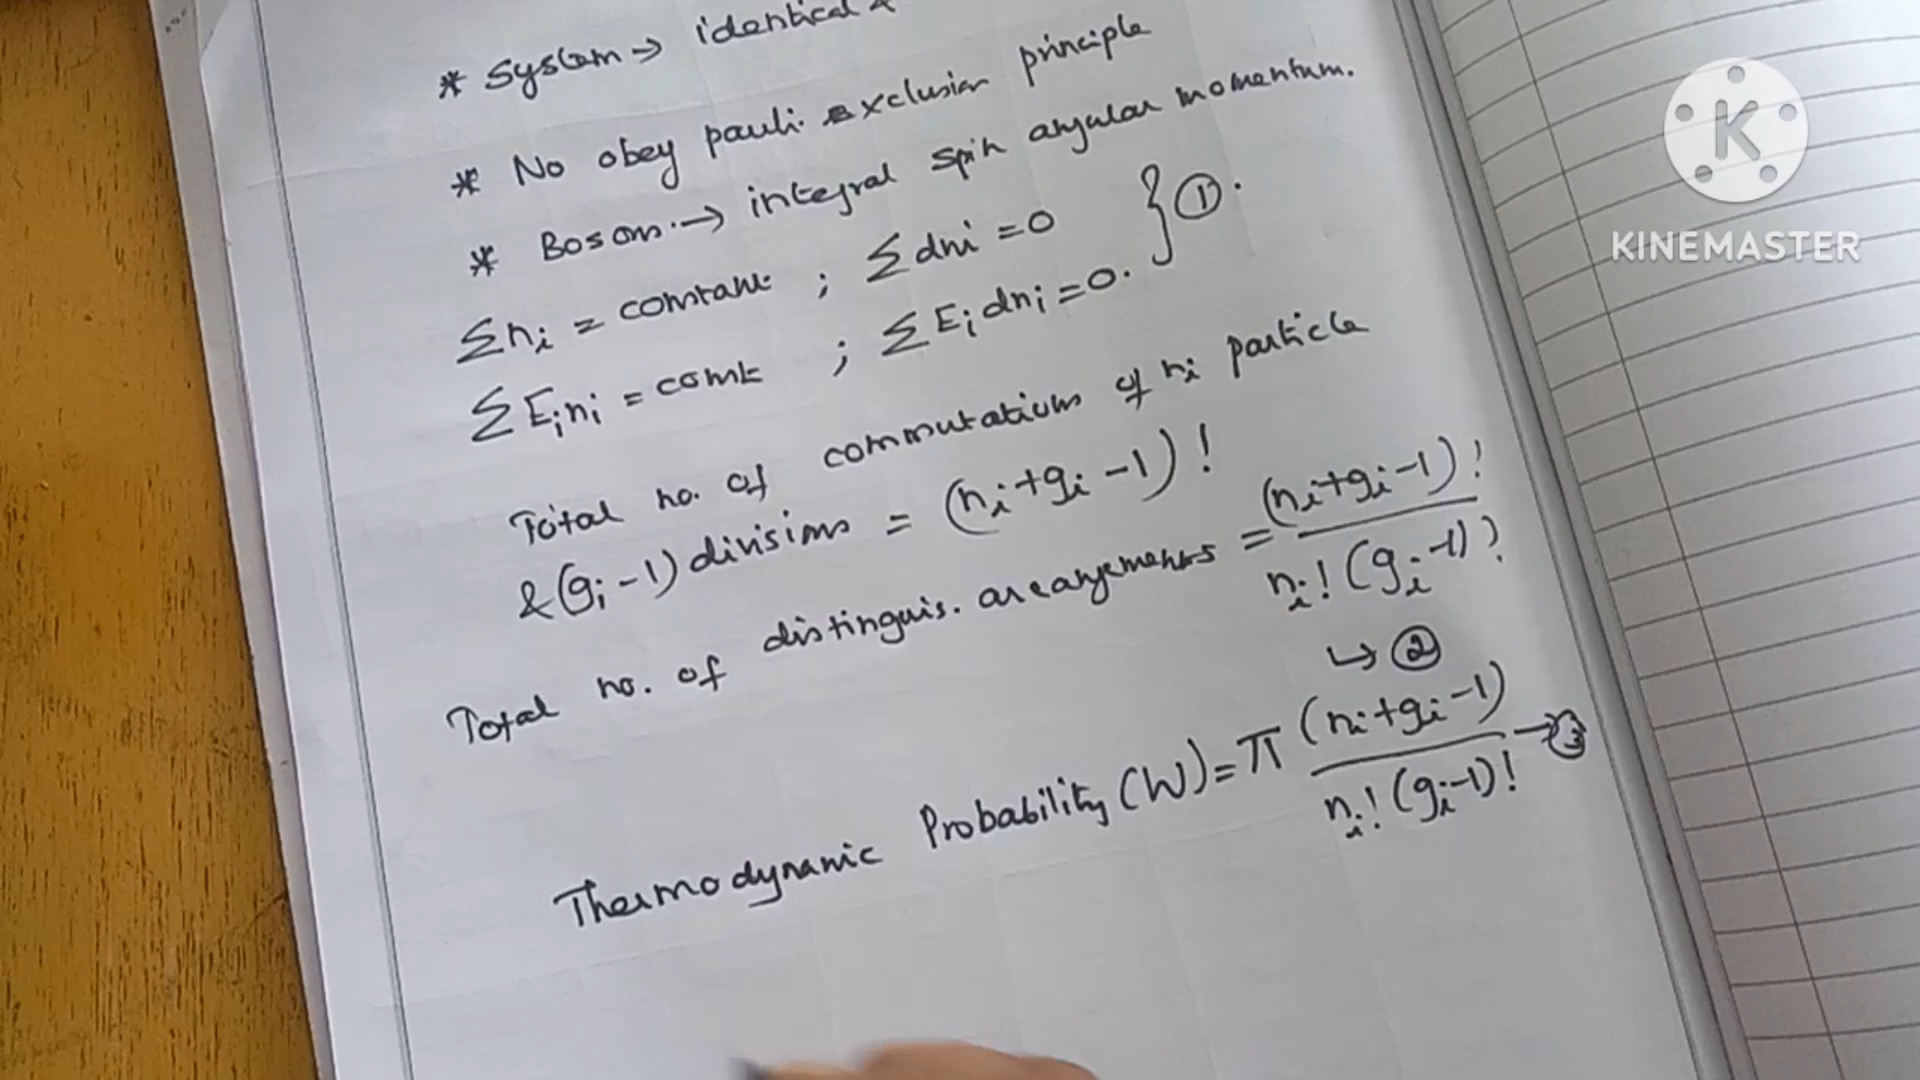 * System → identical &
* No obey pauli. exclusion principle
* Bosons. → integral spin angular momentum.
Σni = constant ; Σdni = 0 } ①.
ΣEini = const ; ΣEidni = 0.
Total no. of commutations of ni particle
& (gi - 1) divisions = (ni + gi - 1) !
Total no. of distinguis. arrangements = (ni + gi - 1) ! / ni ! (gi - 1) !
↳ ②
Thermodynamic Probability (W) = π (ni + gi - 1) / ni ! (gi - 1) ! → ③
K
KINEMASTER